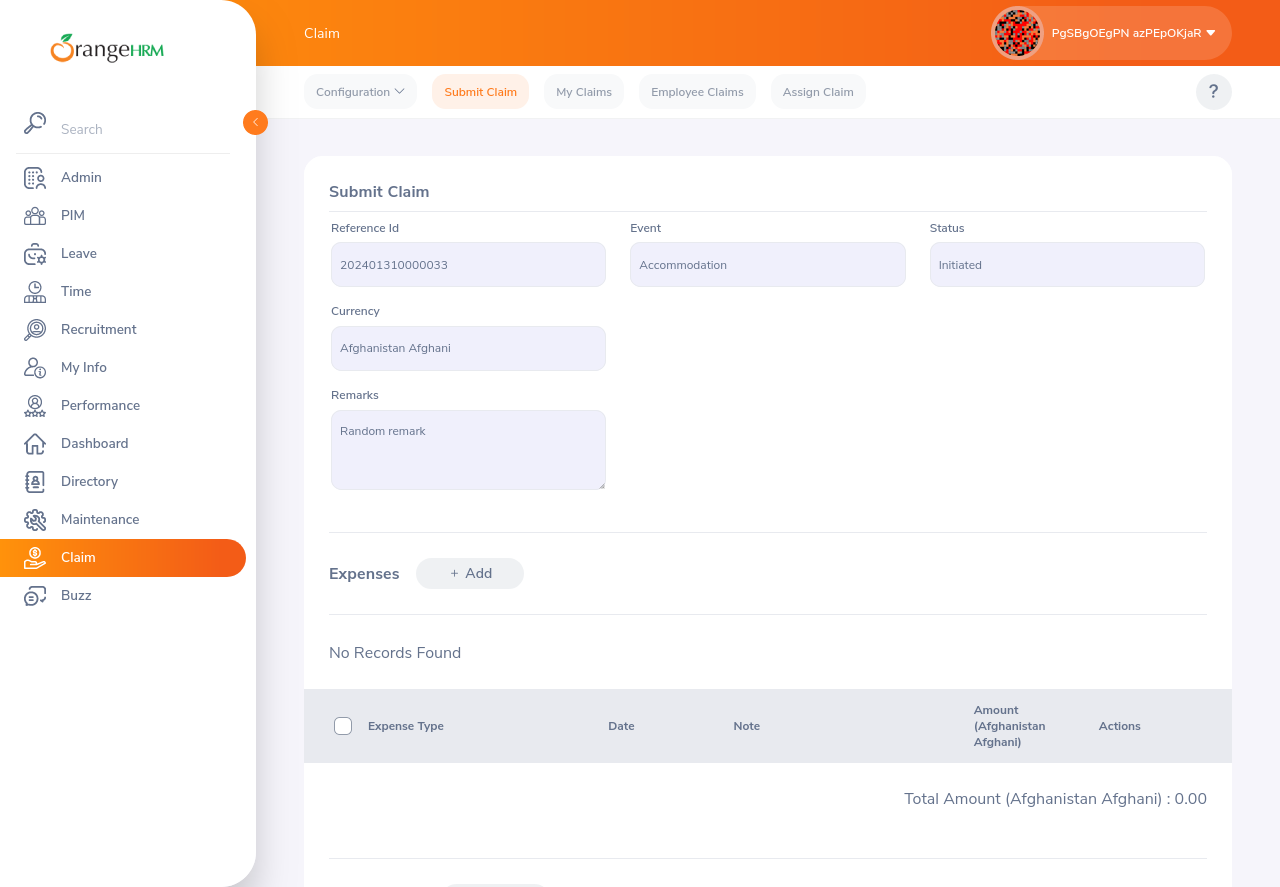 OrangeHRM
Claim
PgSBgOEgPN azPEpOKjaR
Configuration
Submit Claim
My Claims
Employee Claims
Assign Claim
?
Search
Admin
PIM
Leave
Time
Recruitment
My Info
Performance
Dashboard
Directory
Maintenance
Claim
Buzz
Submit Claim
Reference Id
Event
Status
202401310000033
Accommodation
Initiated
Currency
Afghanistan Afghani
Remarks
Random remark
Expenses
+ Add
No Records Found
Expense Type
Date
Note
Amount
(Afghanistan
Afghani)
Actions
Total Amount (Afghanistan Afghani) : 0.00